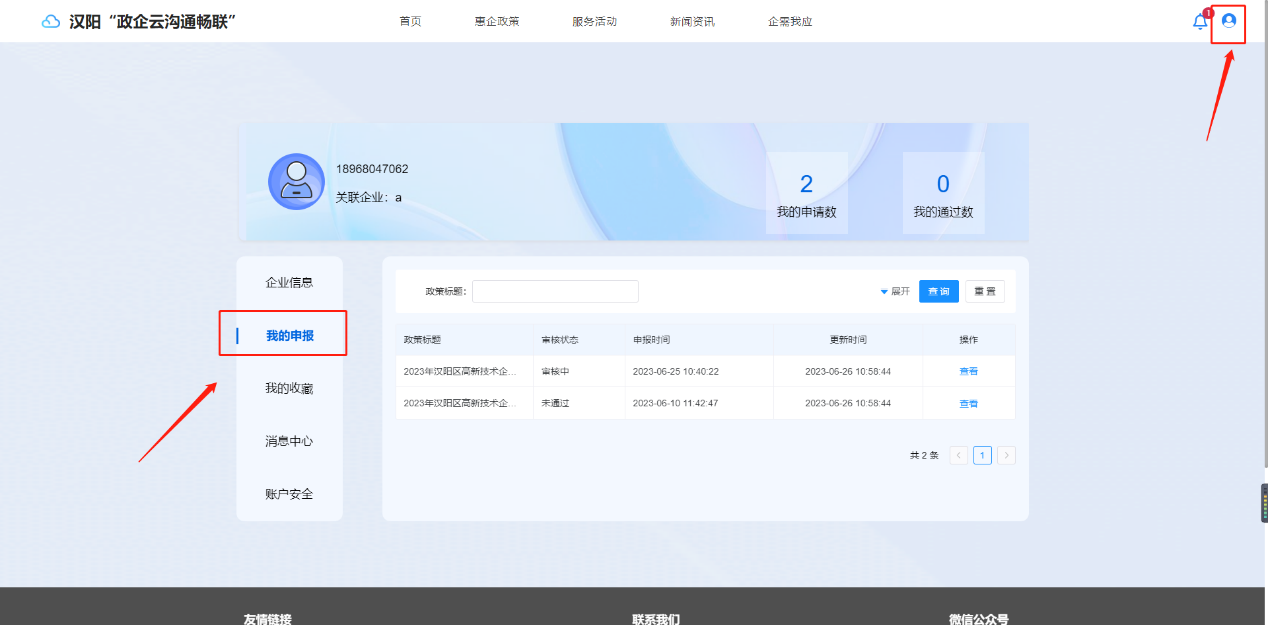 汉阳“政企云沟通畅联”
首页
惠企政策
服务活动
新闻资讯
企需我应
1
18968047062
关联企业：a
2
我的申请数
0
我的通过数
企业信息
我的申报
我的收藏
消息中心
账户安全
政策标题：
展开
查 询
重 置
政策标题 审核状态 申报时间 更新时间 操作
2023年汉阳区高新技术企... 审核中 2023-06-25 10:40:22 2023-06-26 10:58:44 查看
2023年汉阳区高新技术企... 未通过 2023-06-10 11:42:47 2023-06-26 10:58:44 查看
共 2 条 < 1 >
友情链接 联系我们 微信公众号